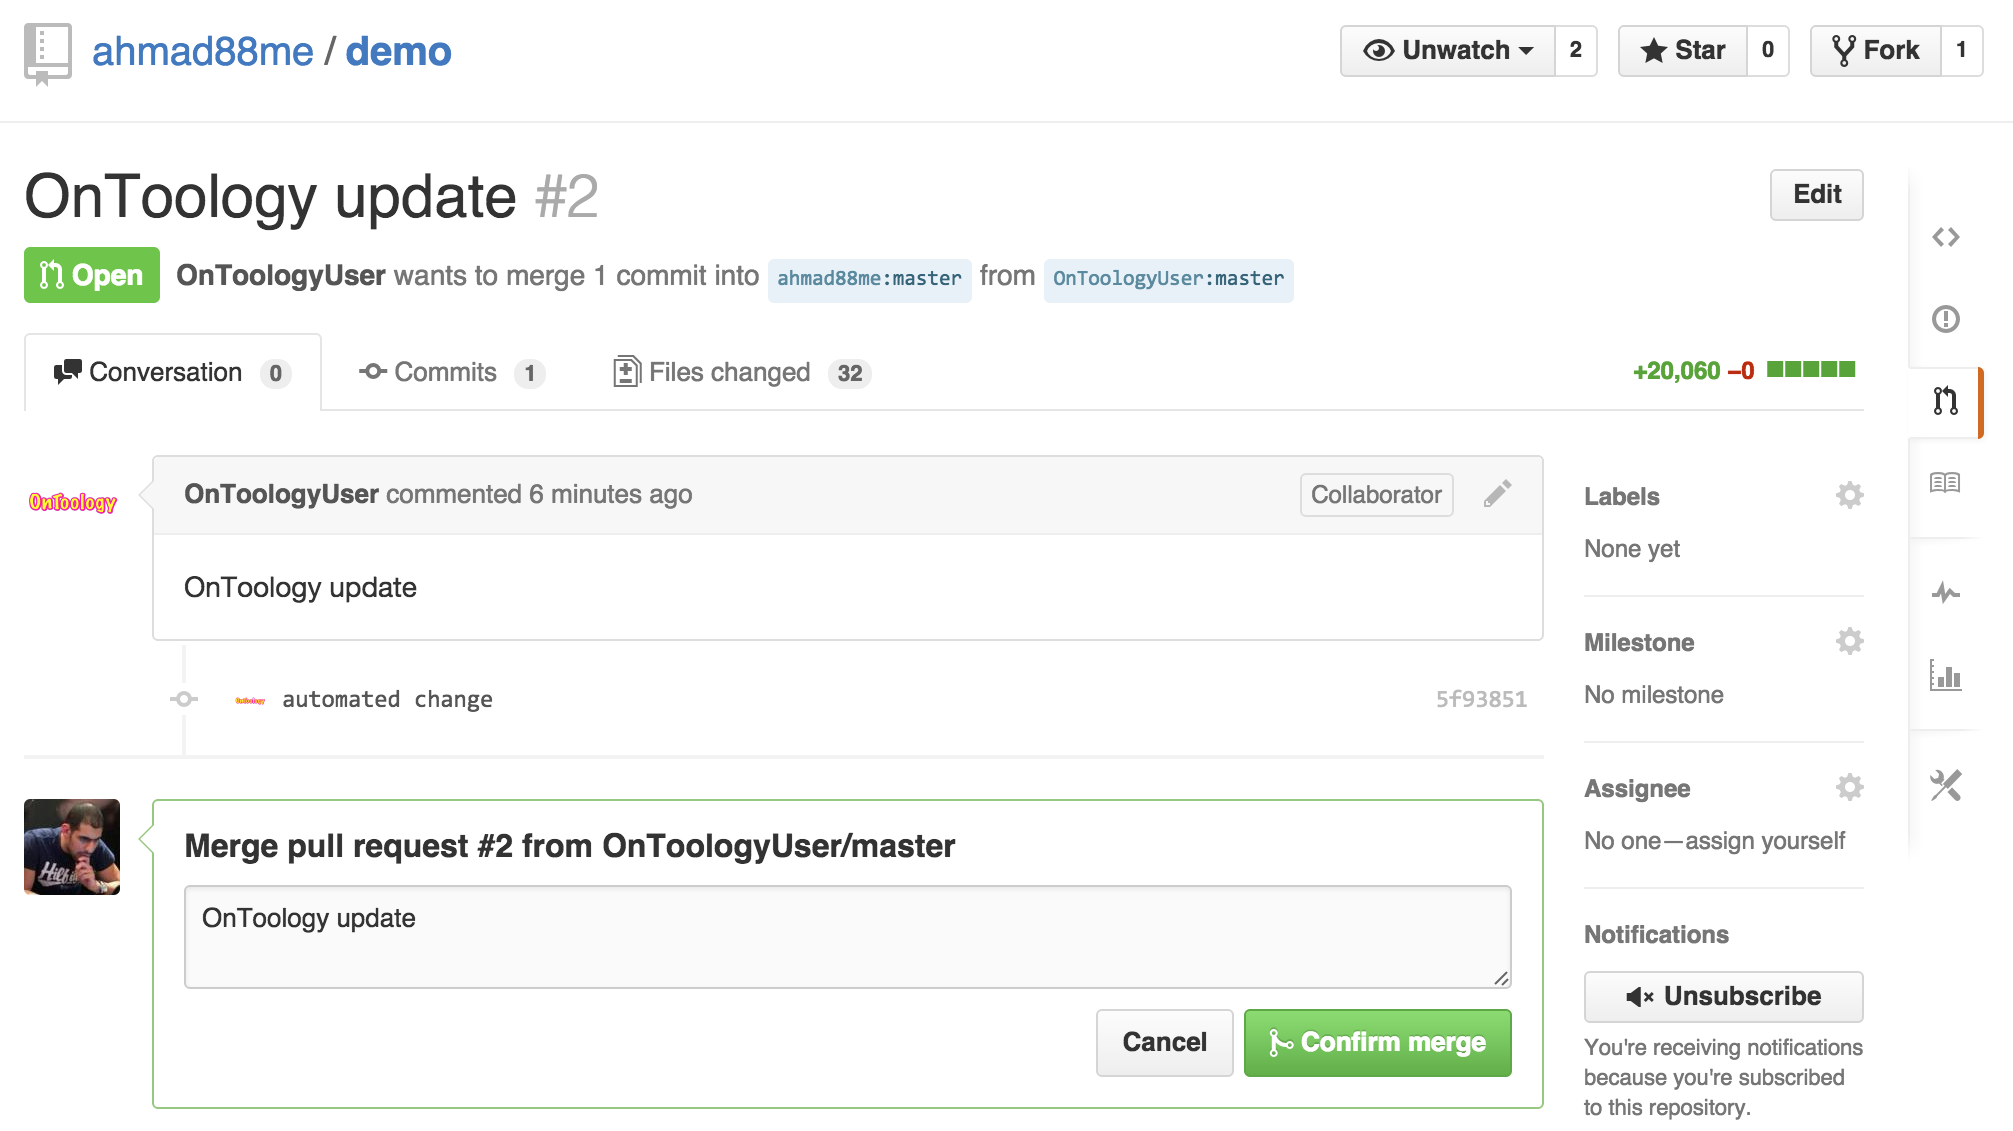 ahmad88me / demo
Unwatch 2
Star 0
Fork 1
OnToology update #2
Edit
Open OnToologyUser wants to merge 1 commit into ahmad88me:master from OnToologyUser:master
Conversation 0
Commits 1
Files changed 32
+20,060 −0
OnToology
OnToologyUser commented 6 minutes ago
Collaborator
OnToology update
OnToology
automated change
5f93851
Labels
None yet
Milestone
No milestone
Assignee
No one—assign yourself
Merge pull request #2 from OnToologyUser/master
OnToology update
Cancel
Confirm merge
Notifications
Unsubscribe
You're receiving notifications
because you're subscribed
to this repository.